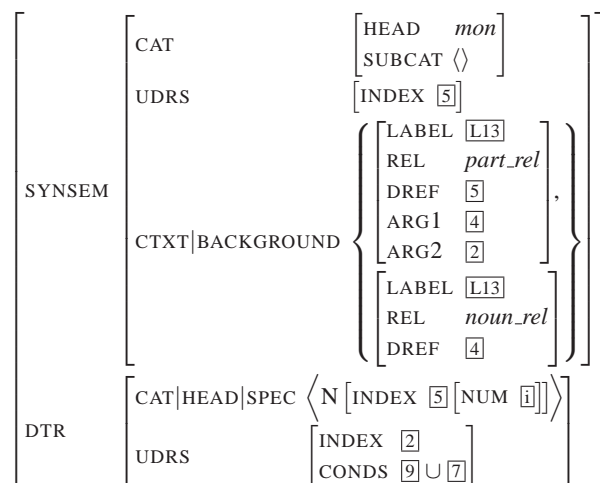 CAT HEAD mon
SUBCAT ⟨⟩
UDRS [INDEX 5]
LABEL L13
REL part_rel
DREF 5
SYNSEM
ARG1 4
CTXT|BACKGROUND
ARG2 2
LABEL L13
REL noun_rel
DREF 4
CAT|HEAD|SPEC ⟨N [INDEX 5 [NUM i]]⟩
DTR
UDRS INDEX 2
CONDS 9 ∪ 7